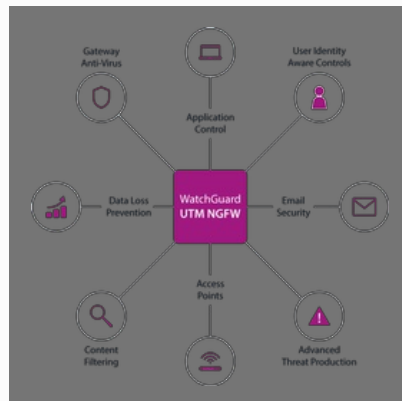 Gateway
Anti-Virus
User Identity
Aware Controls
Application
Control
Data Loss
Prevention
WatchGuard
UTM NGFW
Email
Security
Access
Points
Content
Filtering
Advanced
Threat Production